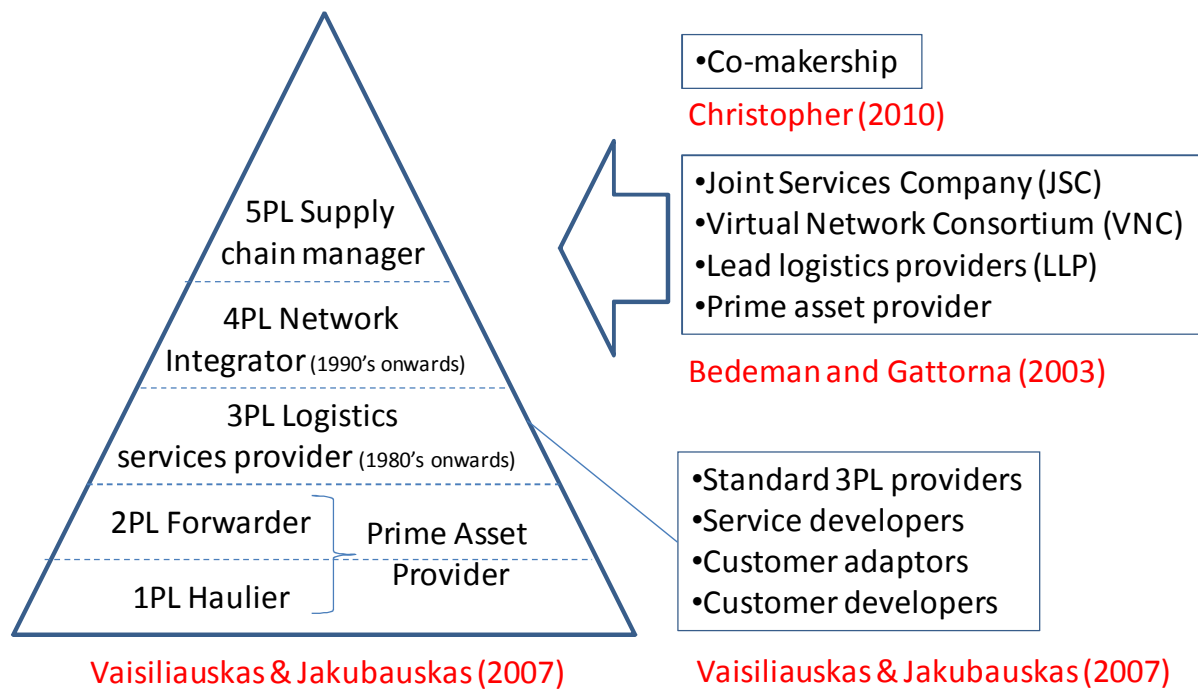 5PL Supply
chain manager
4PL Network
Integrator (1990's onwards)
3PL Logistics
services provider (1980's onwards)
2PL Forwarder
1PL Haulier
Prime Asset
Provider
Vaisiliauskas & Jakubauskas (2007)
•Co-makership
Christopher (2010)
•Joint Services Company (JSC)
•Virtual Network Consortium (VNC)
•Lead logistics providers (LLP)
•Prime asset provider
Bedeman and Gattorna (2003)
•Standard 3PL providers
•Service developers
•Customer adaptors
•Customer developers
Vaisiliauskas & Jakubauskas (2007)